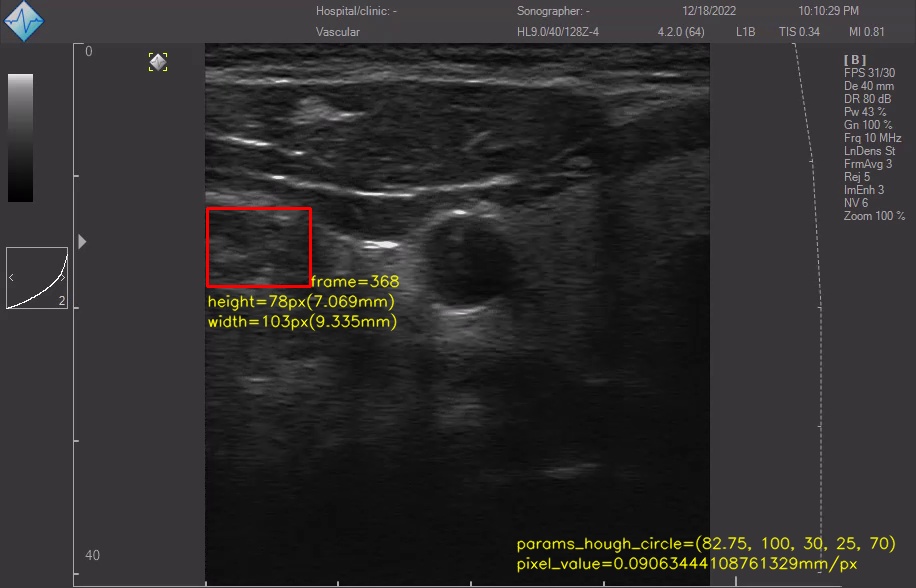 Hospital/clinic: - Sonographer: - 12/18/2022 10:10:29 PM
Vascular HL9.0/40/128Z-4 4.2.0 (64) L1B TIS 0.34 MI 0.81
0
[ B ]
FPS 31/30
De 40 mm
DR 80 dB
Pw 43 %
Gn 100 %
Frq 10 MHz
LnDens St
FrmAvg 3
Rej 5
ImEnh 3
NV 6
Zoom 100 %
2
frame=368
height=78px(7.069mm)
width=103px(9.335mm)
params_hough_circle=(82.75, 100, 30, 25, 70)
40
pixel_value=0.09063444108761329mm/px